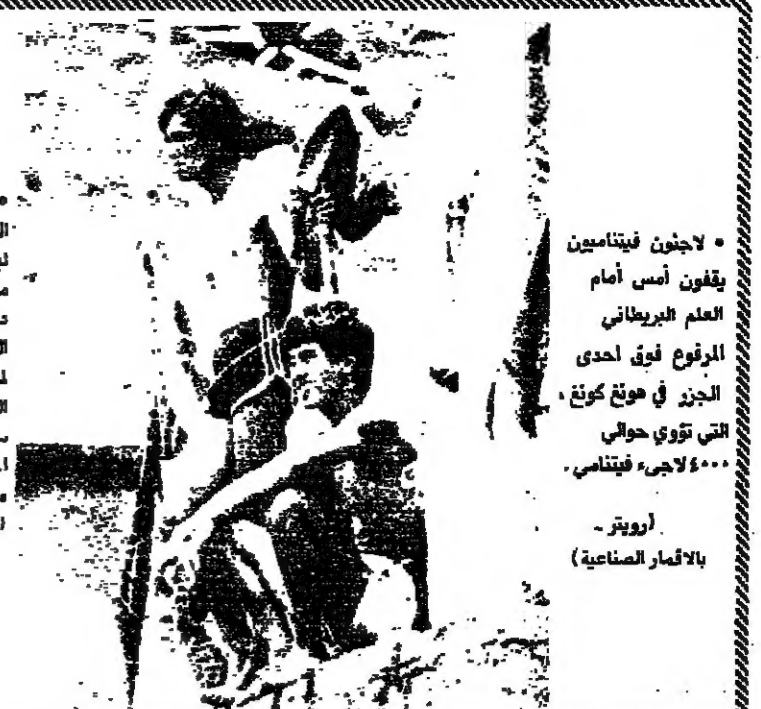 • لاجئون فيتناميون
يقفون أمس أمام
العلم البريطاني
المرفوع فوق احدى
الجزر في هونغ كونغ،
التي تؤوي حوالي
٤٠٠٠ لاجىء فيتنامي.
(رويتر -
بالاقمار الصناعية)